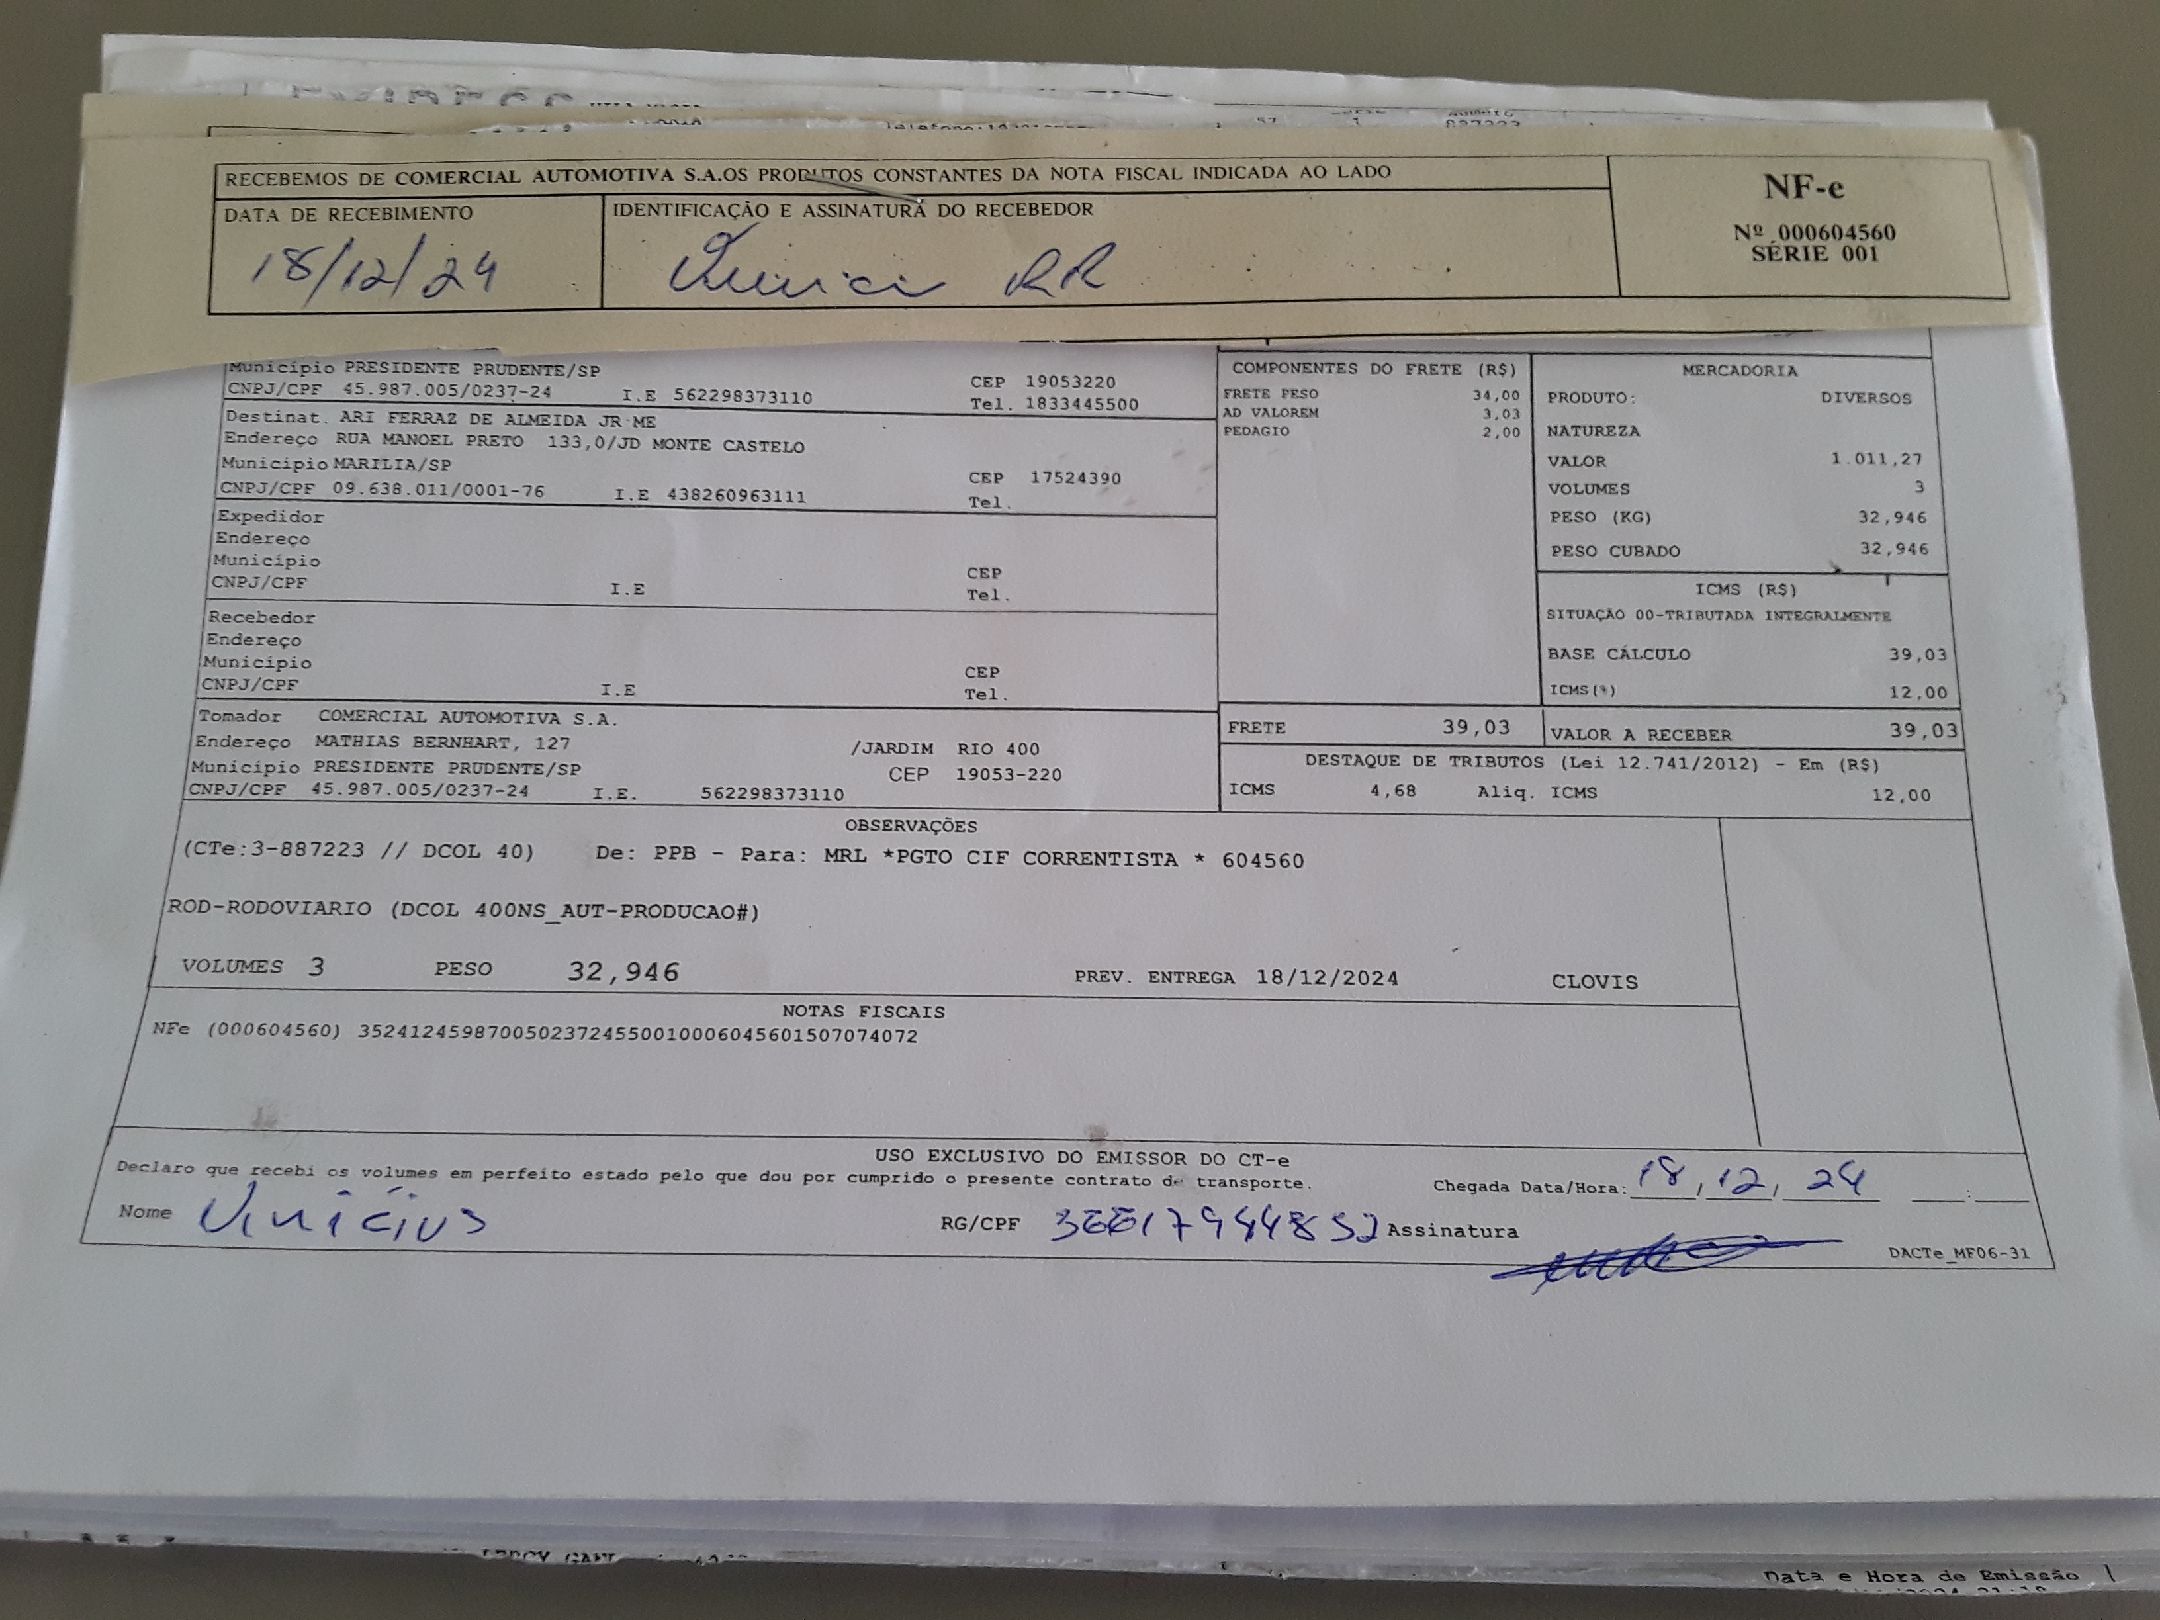 RECEBEMOS DE COMERCIAL AUTOMOTIVA S.A.OS PRODUTOS CONSTANTES DA NOTA FISCAL INDICADA AO LADO
DATA DE RECEBIMENTO
18/12/24
IDENTIFICAÇÃO E ASSINATURA DO RECEBEDOR
RR
NF-e
Nº 000604560
SÉRIE 001
Município PRESIDENTE PRUDENTE/SP CEP 19053220
CNPJ/CPF 45.987.005/0237-24 I.E 562298373110 Tel. 1833445500
Destinat. ARI FERRAZ DE ALMEIDA JR ME
Endereço RUA MANOEL PRETO 133,0/JD MONTE CASTELO
Município MARILIA/SP CEP 17524390
CNPJ/CPF 09.638.011/0001-76 I.E 438260963111 Tel.
Expedidor
Endereço
Município CEP
CNPJ/CPF I.E Tel.
Recebedor
Endereço
Município CEP
CNPJ/CPF I.E Tel.
Tomador COMERCIAL AUTOMOTIVA S.A.
Endereço MATHIAS BERNHART, 127 /JARDIM RIO 400
Município PRESIDENTE PRUDENTE/SP CEP 19053-220
CNPJ/CPF 45.987.005/0237-24 I.E. 562298373110
COMPONENTES DO FRETE (R$)
FRETE PESO 34,00
AD VALOREM 3,03
PEDAGIO 2,00
MERCADORIA
PRODUTO: DIVERSOS
NATUREZA
VALOR 1.011,27
VOLUMES 3
PESO (KG) 32,946
PESO CUBADO 32,946
ICMS (R$)
SITUAÇÃO 00-TRIBUTADA INTEGRALMENTE
BASE CÁLCULO 39,03
ICMS(%) 12,00
FRETE 39,03 VALOR A RECEBER 39,03
DESTAQUE DE TRIBUTOS (Lei 12.741/2012) - Em (R$)
ICMS 4,68 Aliq. ICMS 12,00
OBSERVAÇÕES
(CTe:3-887223 // DCOL 40) De: PPB - Para: MRL *PGTO CIF CORRENTISTA * 604560
ROD-RODOVIARIO (DCOL 400NS_AUT-PRODUCAO#)
VOLUMES 3 PESO 32,946 PREV. ENTREGA 18/12/2024 CLOVIS
NOTAS FISCAIS
NFe (000604560) 35241245987005023724550010006045601507074072
USO EXCLUSIVO DO EMISSOR DO CT-e
Declaro que recebi os volumes em perfeito estado pelo que dou por cumprido o presente contrato de transporte. Chegada Data/Hora: 18,12, 24 :
Nome Vinicius RG/CPF 36617944852 Assinatura
DACTe_MF06-31
Data e Hora de Emissão